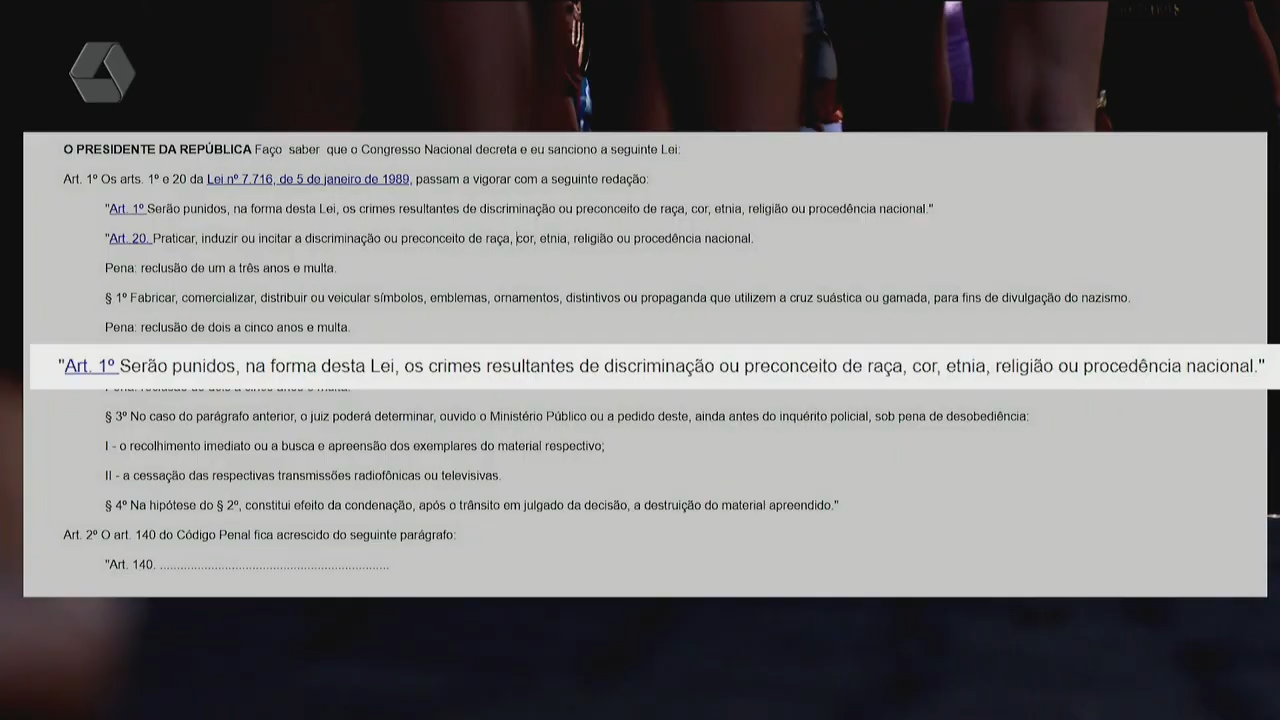 O PRESIDENTE DA REPÚBLICA Faço saber que o Congresso Nacional decreta e eu sanciono a seguinte Lei:
Art. 1º Os arts. 1º e 20 da Lei nº 7.716, de 5 de janeiro de 1989, passam a vigorar com a seguinte redação:
"Art. 1º Serão punidos, na forma desta Lei, os crimes resultantes de discriminação ou preconceito de raça, cor, etnia, religião ou procedência nacional."
"Art. 20. Praticar, induzir ou incitar a discriminação ou preconceito de raça, cor, etnia, religião ou procedência nacional.
Pena: reclusão de um a três anos e multa.
§ 1º Fabricar, comercializar, distribuir ou veicular símbolos, emblemas, ornamentos, distintivos ou propaganda que utilizem a cruz suástica ou gamada, para fins de divulgação do nazismo.
Pena: reclusão de dois a cinco anos e multa.
"Art. 1º Serão punidos, na forma desta Lei, os crimes resultantes de discriminação ou preconceito de raça, cor, etnia, religião ou procedência nacional."
§ 3º No caso do parágrafo anterior, o juiz poderá determinar, ouvido o Ministério Público ou a pedido deste, ainda antes do inquérito policial, sob pena de desobediência:
I - o recolhimento imediato ou a busca e apreensão dos exemplares do material respectivo;
II - a cessação das respectivas transmissões radiofônicas ou televisivas.
§ 4º Na hipótese do § 2º, constitui efeito da condenação, após o trânsito em julgado da decisão, a destruição do material apreendido."
Art. 2º O art. 140 do Código Penal fica acrescido do seguinte parágrafo:
"Art. 140. ................................................................